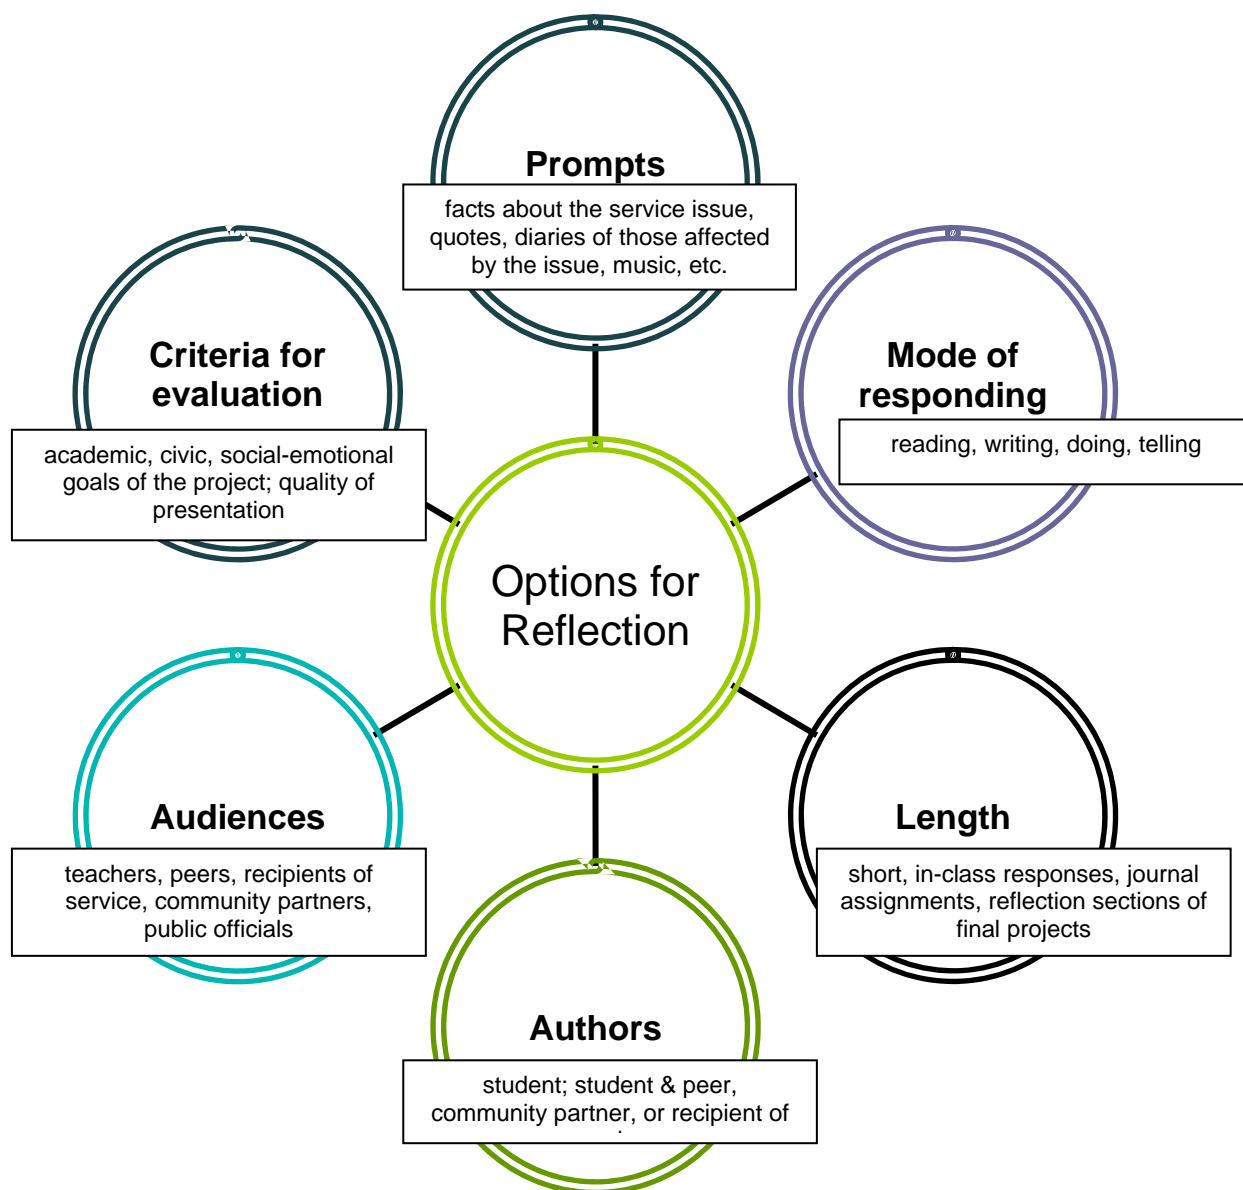 Prompts
facts about the service issue,
quotes, diaries of those affected
by the issue, music, etc.
Criteria for
evaluation
academic, civic, social-emotional
goals of the project; quality of
presentation
Mode of
responding
reading, writing, doing, telling
Options for
Reflection
Audiences
teachers, peers, recipients of
service, community partners,
public officials
Length
short, in-class responses, journal
assignments, reflection sections of
final projects
Authors
student; student & peer,
community partner, or recipient of